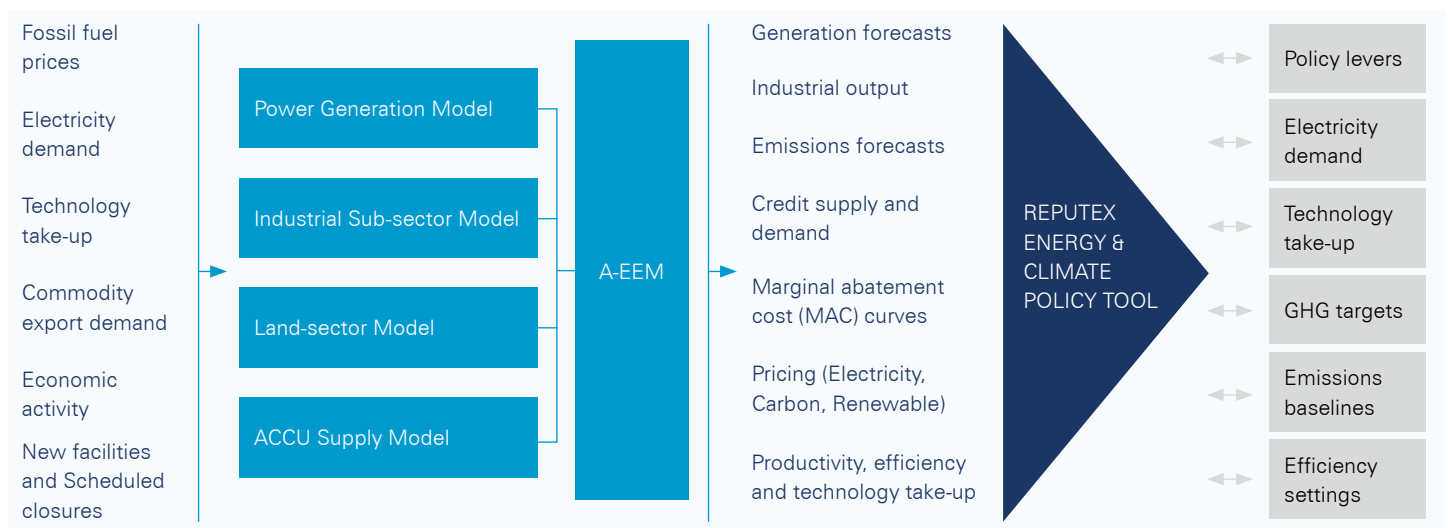 Fossil fuel
prices
Electricity
demand
Technology
take-up
Commodity
export demand
Economic
activity
New facilities
and Scheduled
closures
Power Generation Model
Industrial Sub-sector Model
Land-sector Model
ACCU Supply Model
A-EEM
Generation forecasts
Industrial output
Emissions forecasts
Credit supply and
demand
Marginal abatement
cost (MAC) curves
Pricing (Electricity,
Carbon, Renewable)
Productivity, efficiency
and technology take-up
REPUTEX
ENERGY &
CLIMATE
POLICY TOOL
Policy levers
Electricity
demand
Technology
take-up
GHG targets
Emissions
baselines
Efficiency
settings